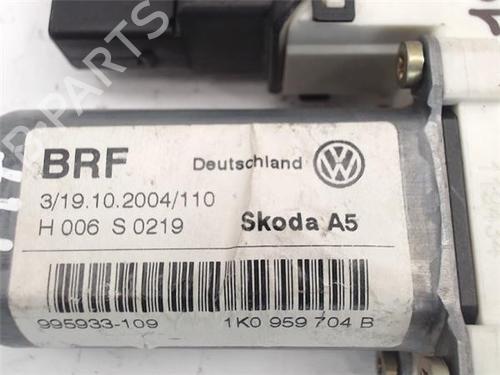 BRF Deutschland
3/19.10.2004/110
H 006 S 0219 Skoda A5
995933-109 1K0 959 704 B